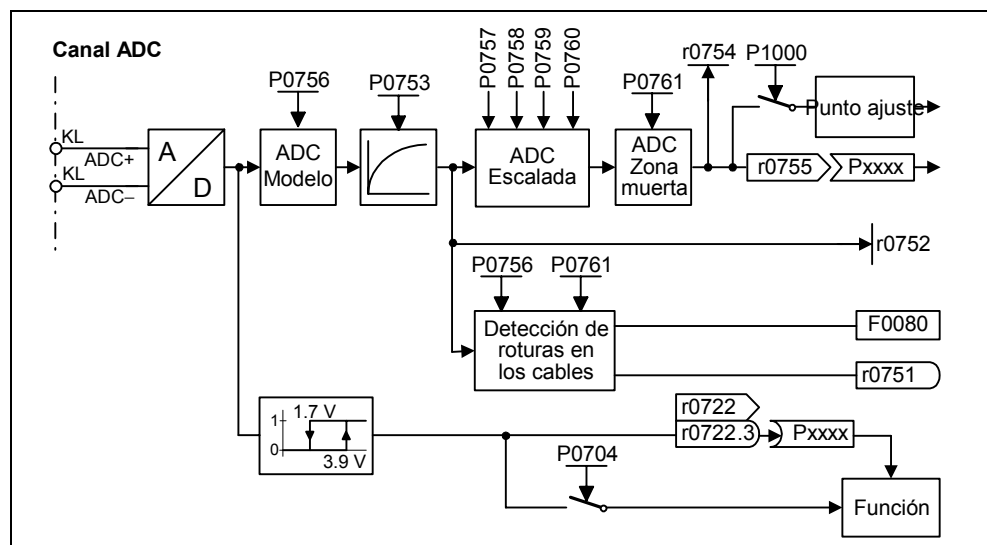 Canal ADC
P0757
P0758
P0759
P0760
r0754
P1000
P0756
P0753
P0761
KL
ADC+
KL
ADC−
A
D
ADC
Modelo
ADC
Escalada
ADC
Zona
muerta
Punto ajuste
r0755
Pxxxx
r0752
P0756
P0761
Detección de
roturas en
los cables
F0080
r0751
1
0
1.7 V
3.9 V
r0722
r0722.3
Pxxxx
P0704
Función